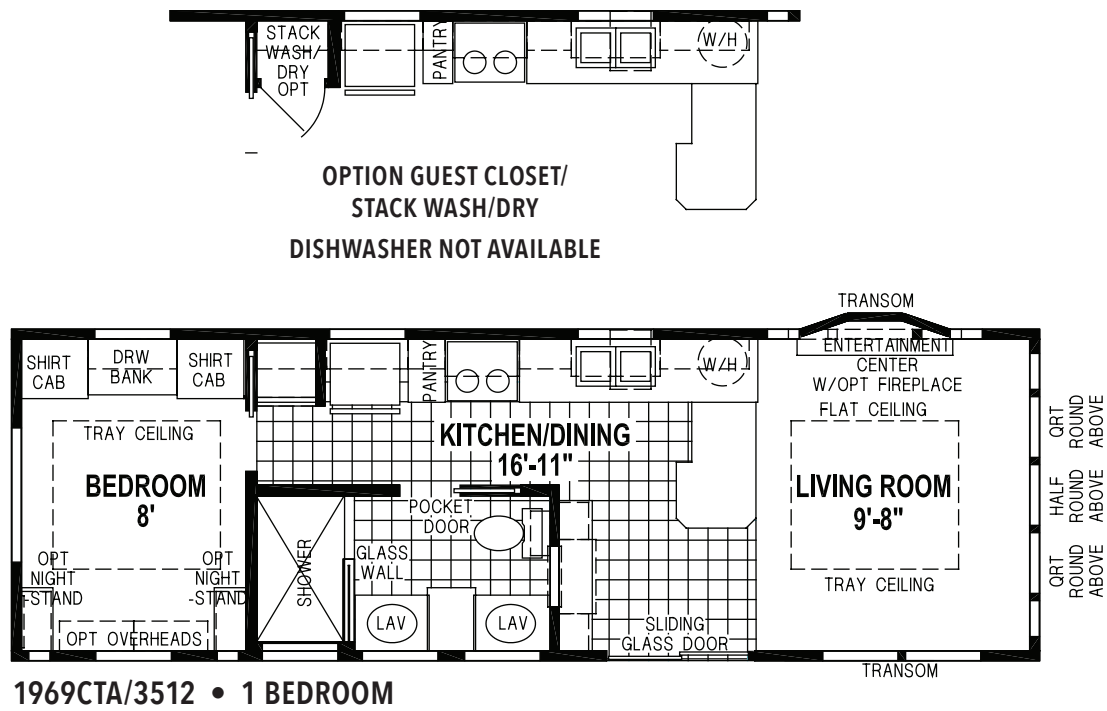 STACK
WASH/
DRY
OPT
PANTRY
W/H
OPTION GUEST CLOSET/
STACK WASH/DRY
DISHWASHER NOT AVAILABLE
TRANSOM
SHIRT
CAB
DRW
BANK
SHIRT
CAB
PANTRY
W/H
ENTERTAINMENT
CENTER
W/OPT FIREPLACE
FLAT CEILING
TRAY CEILING
KITCHEN/DINING
16'-11"
BEDROOM
8'
LIVING ROOM
9'-8"
QRT
ROUND
ABOVE
HALF
ROUND
ABOVE
QRT
ROUND
ABOVE
POCKET
DOOR
SHOWER
GLASS
WALL
OPT
NIGHT
-STAND
OPT
NIGHT
-STAND
TRAY CEILING
LAV
LAV
OPT OVERHEADS
SLIDING
GLASS DOOR
TRANSOM
1969CTA/3512 • 1 BEDROOM